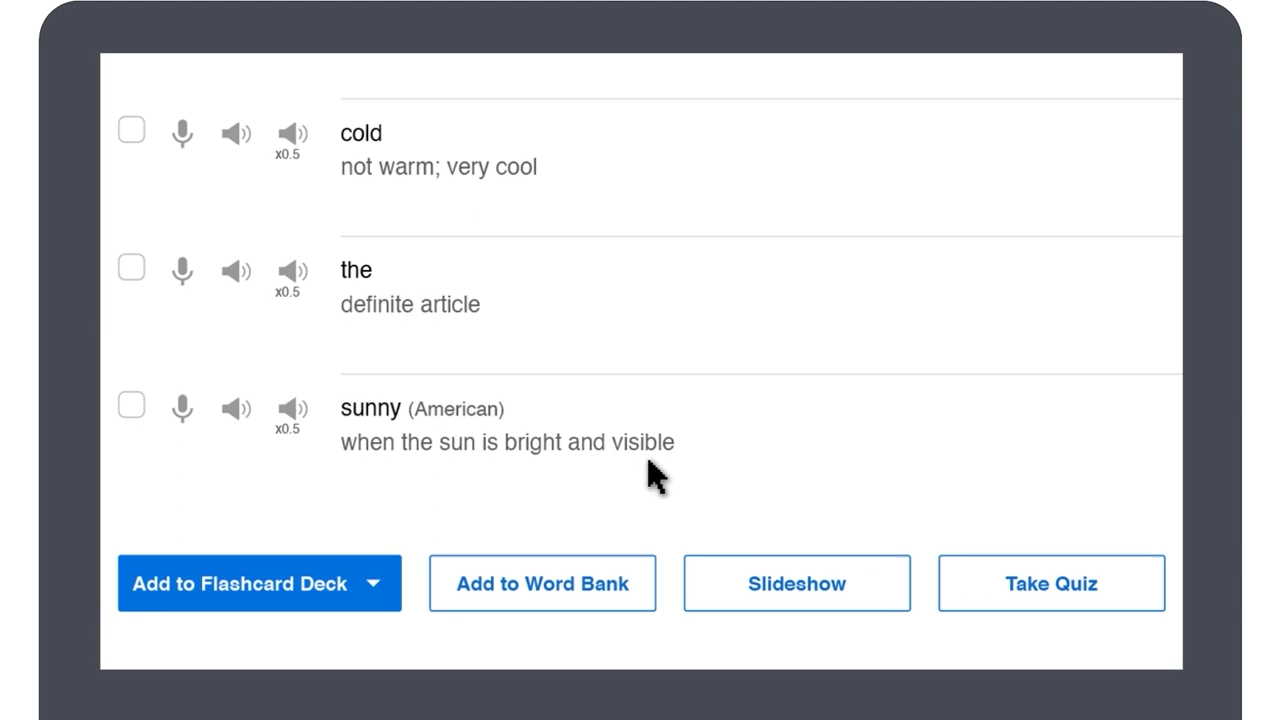 cold
not warm; very cool
x0.5
the
definite article
x0.5
sunny (American)
when the sun is bright and visible
x0.5
Add to Flashcard Deck
Add to Word Bank
Slideshow
Take Quiz